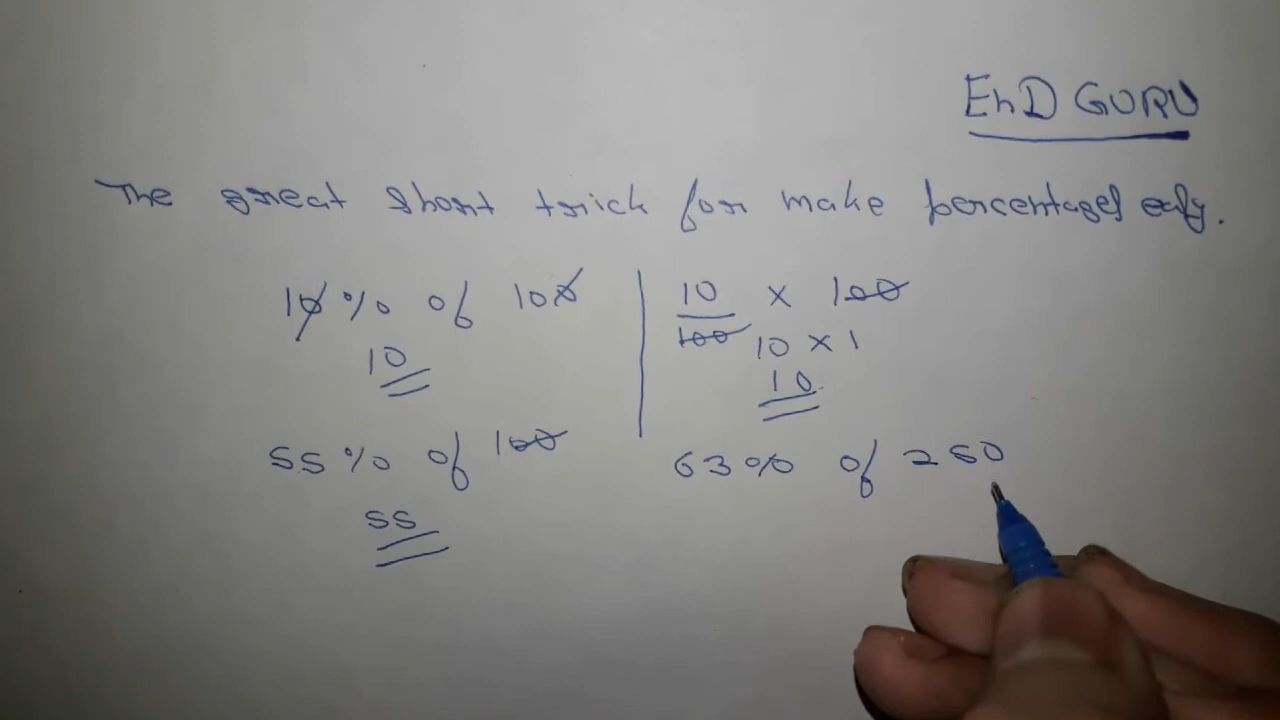 EhD GURU
The great short trick for make percentages easy.
10% of 100
10
10 x 100
100 10 x 1
10
55% of 100
55
63% of 250